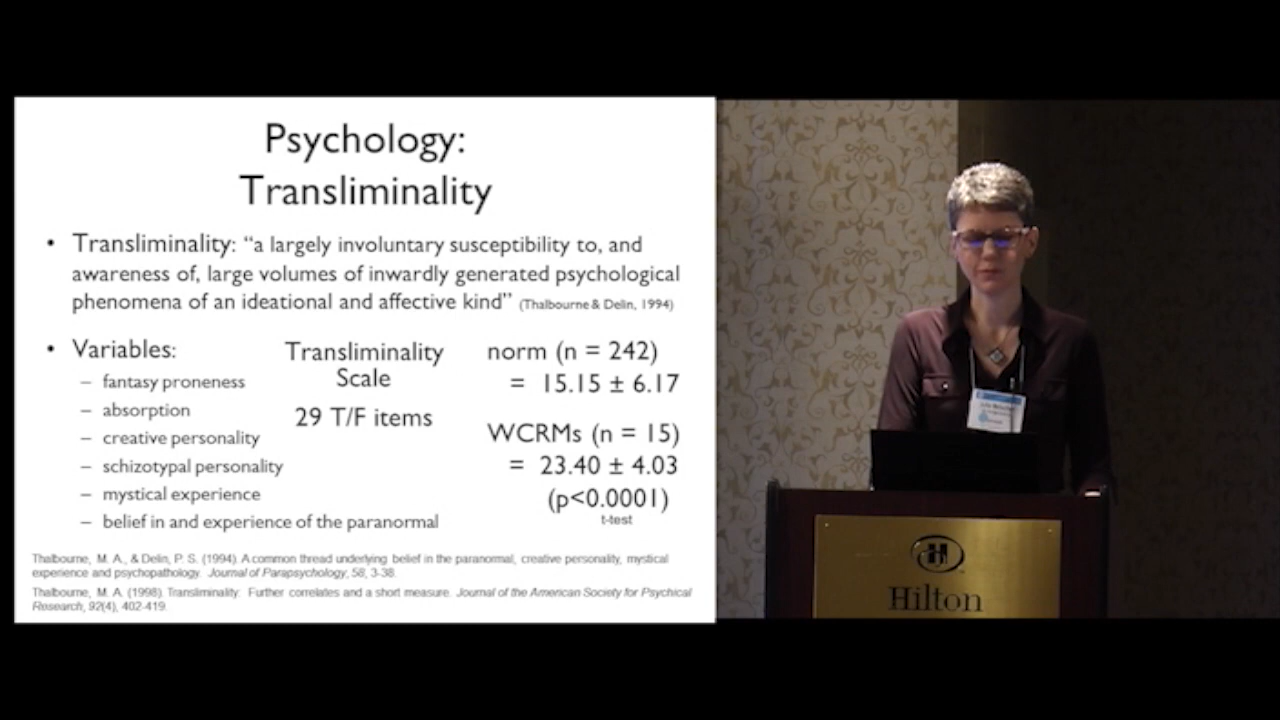 Psychology:
Transliminality
• Transliminality: “a largely involuntary susceptibility to, and
awareness of, large volumes of inwardly generated psychological
phenomena of an ideational and affective kind” (Thalbourne & Delin, 1994)
• Variables:
– fantasy proneness
– absorption
– creative personality
– schizotypal personality
– mystical experience
– belief in and experience of the paranormal
Transliminality
Scale
29 T/F items
norm (n = 242)
= 15.15 ± 6.17
WCRMs (n = 15)
= 23.40 ± 4.03
(p<0.0001)
t-test
Thalbourne, M. A., & Delin, P. S. (1994). A common thread underlying belief in the paranormal, creative personality, mystical
experience and psychopathology. Journal of Parapsychology, 58, 3-38.
Thalbourne, M. A. (1998). Transliminality: Further correlates and a short measure. Journal of the American Society for Psychical
Research, 92(4), 402-419.
H
Hilton